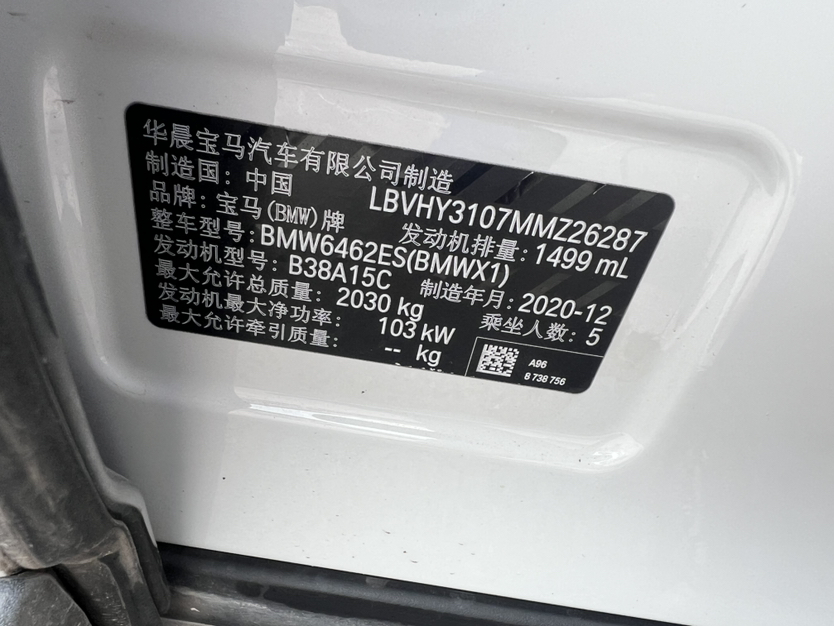 华晨宝马汽车有限公司制造
制造国: 中国 LBVHY3107MMZ26287
品牌: 宝马(BMW)牌 发动机排量: 1499 mL
整车型号: BMW6462ES(BMWX1)
发动机型号: B38A15C 制造年月: 2020-12
最大允许总质量: 2030 kg 乘坐人数: 5
发动机最大净功率: 103 kW
最大允许牵引质量: -- kg
A96
8 738 756